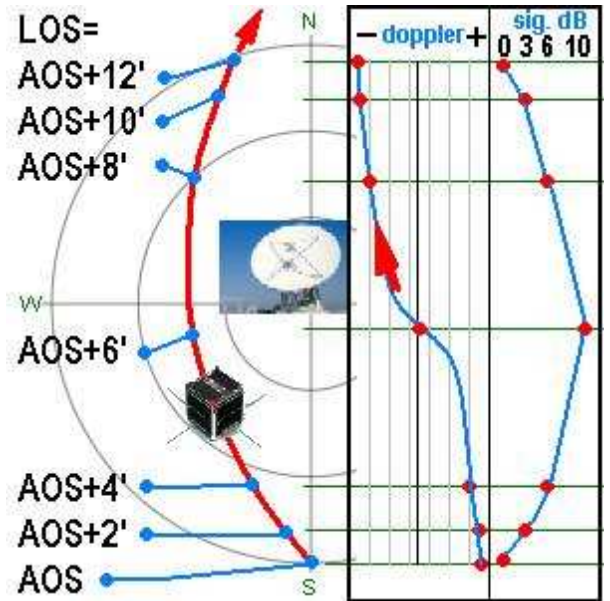 LOS=
AOS+12'
AOS+10'
AOS+8'
AOS+6'
AOS+4'
AOS+2'
AOS
N
W
S
− doppler +
sig. dB
0 3 6 10